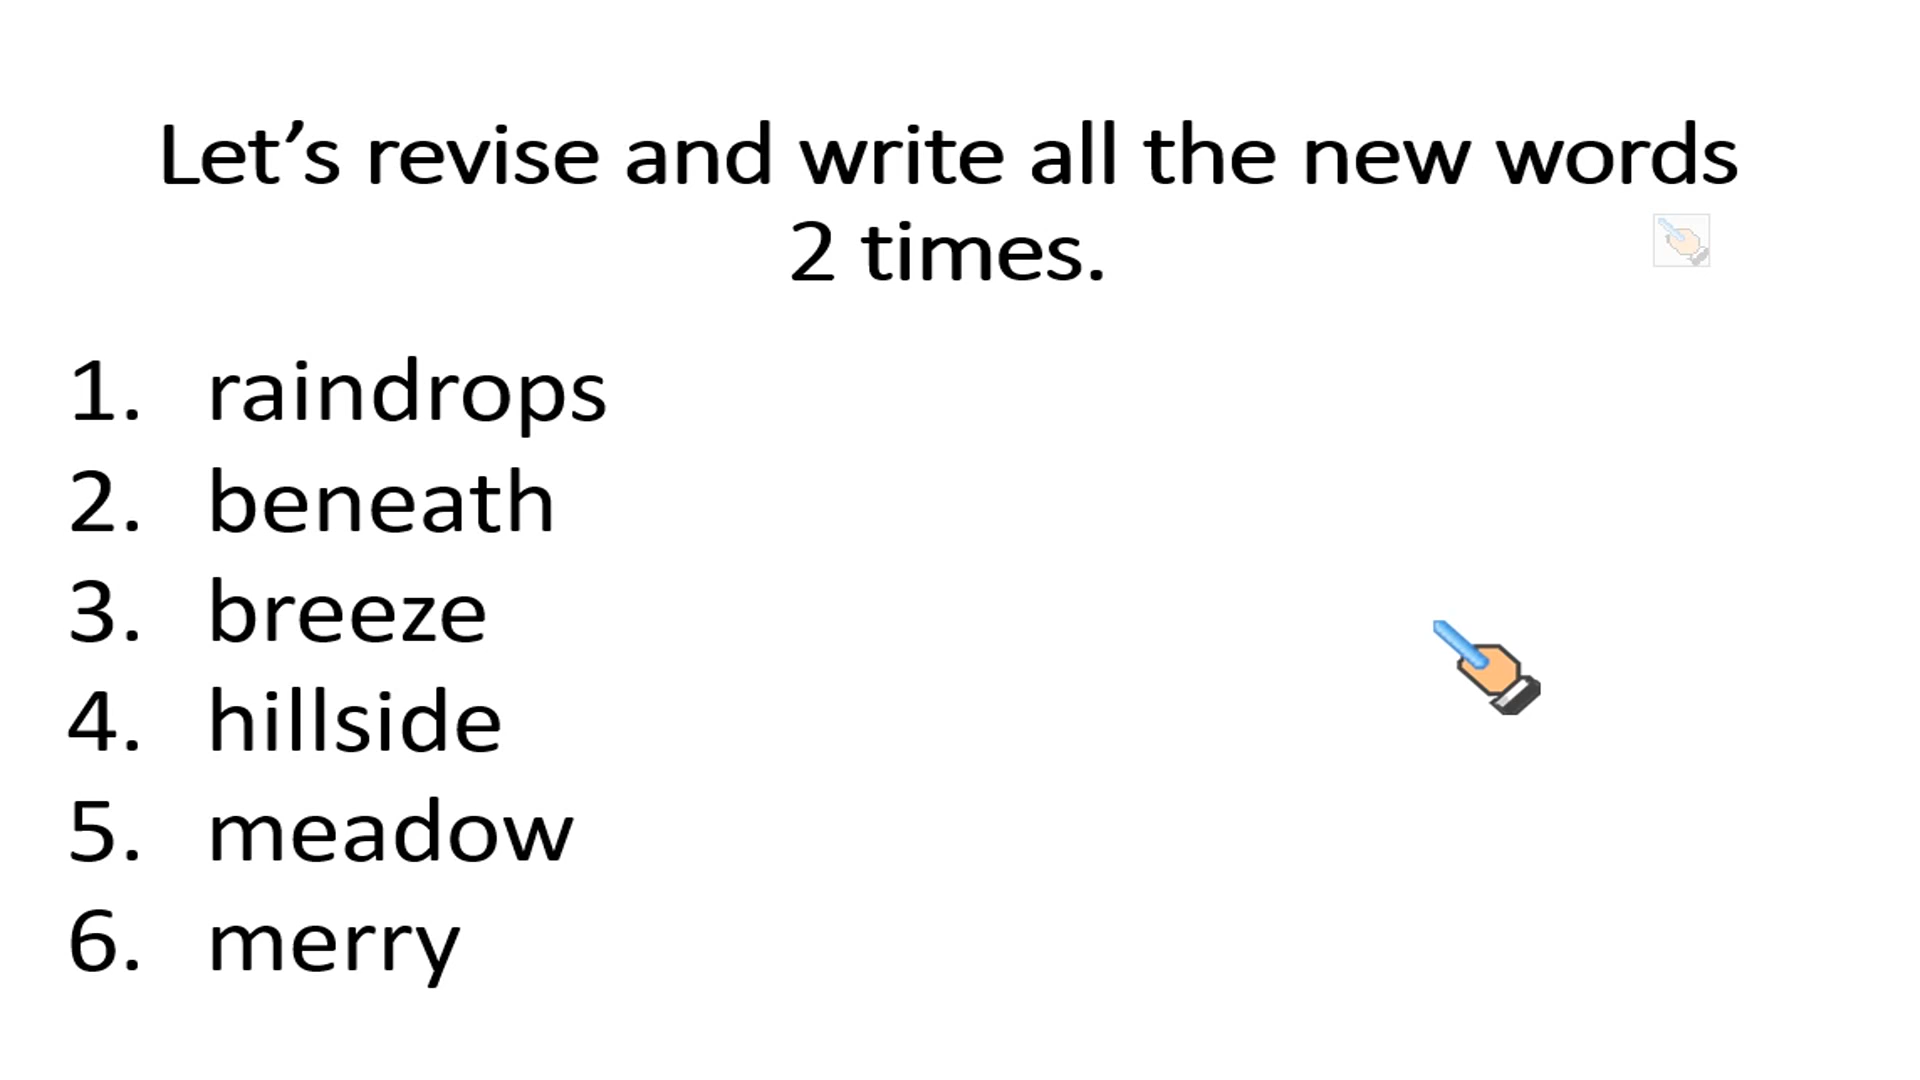 Let’s revise and write all the new words
2 times.
1. raindrops
2. beneath
3. breeze
4. hillside
5. meadow
6. merry